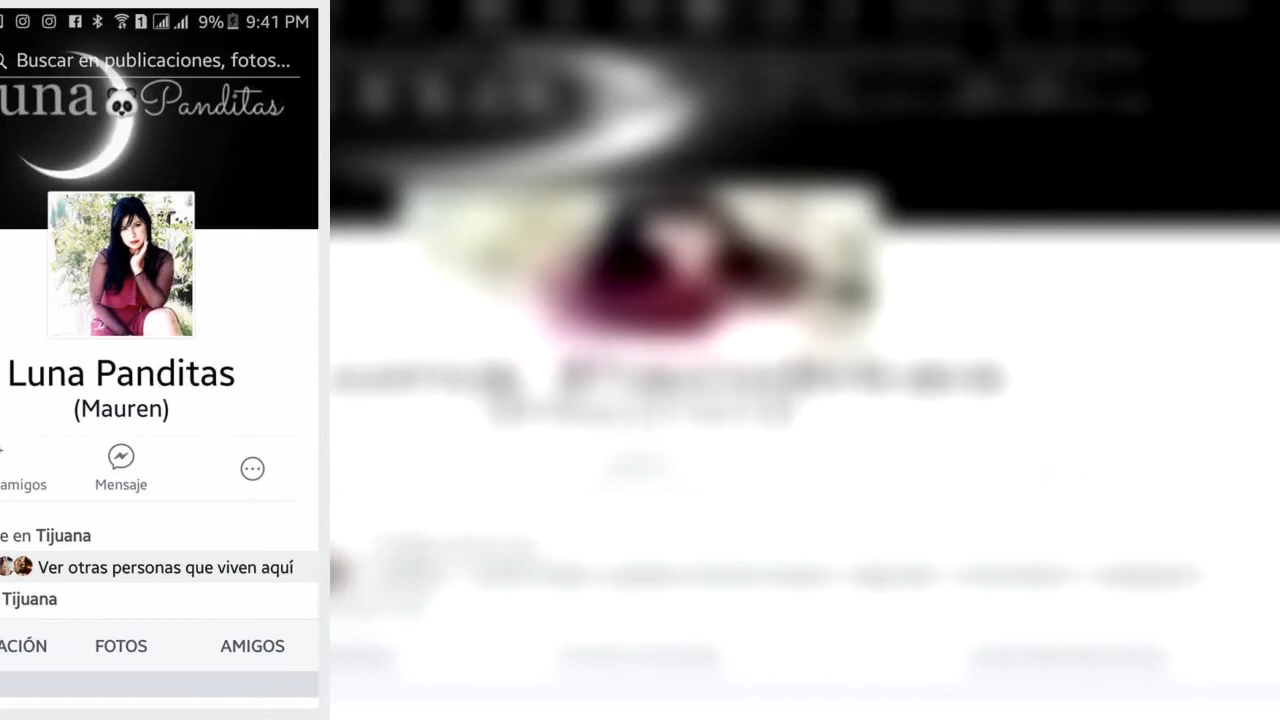 1 9% 9:41 PM
Buscar en publicaciones, fotos...
una Panditas
Luna Panditas
(Mauren)
amigos Mensaje
e en Tijuana
Ver otras personas que viven aquí
Tijuana
ACIÓN FOTOS AMIGOS